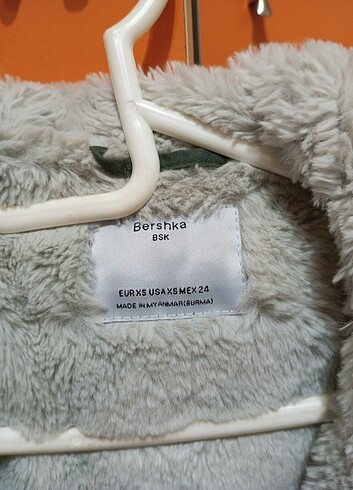 Bershka
BSK
EUR XS USA XS MEX 24
MADE IN MYANMAR (BURMA)